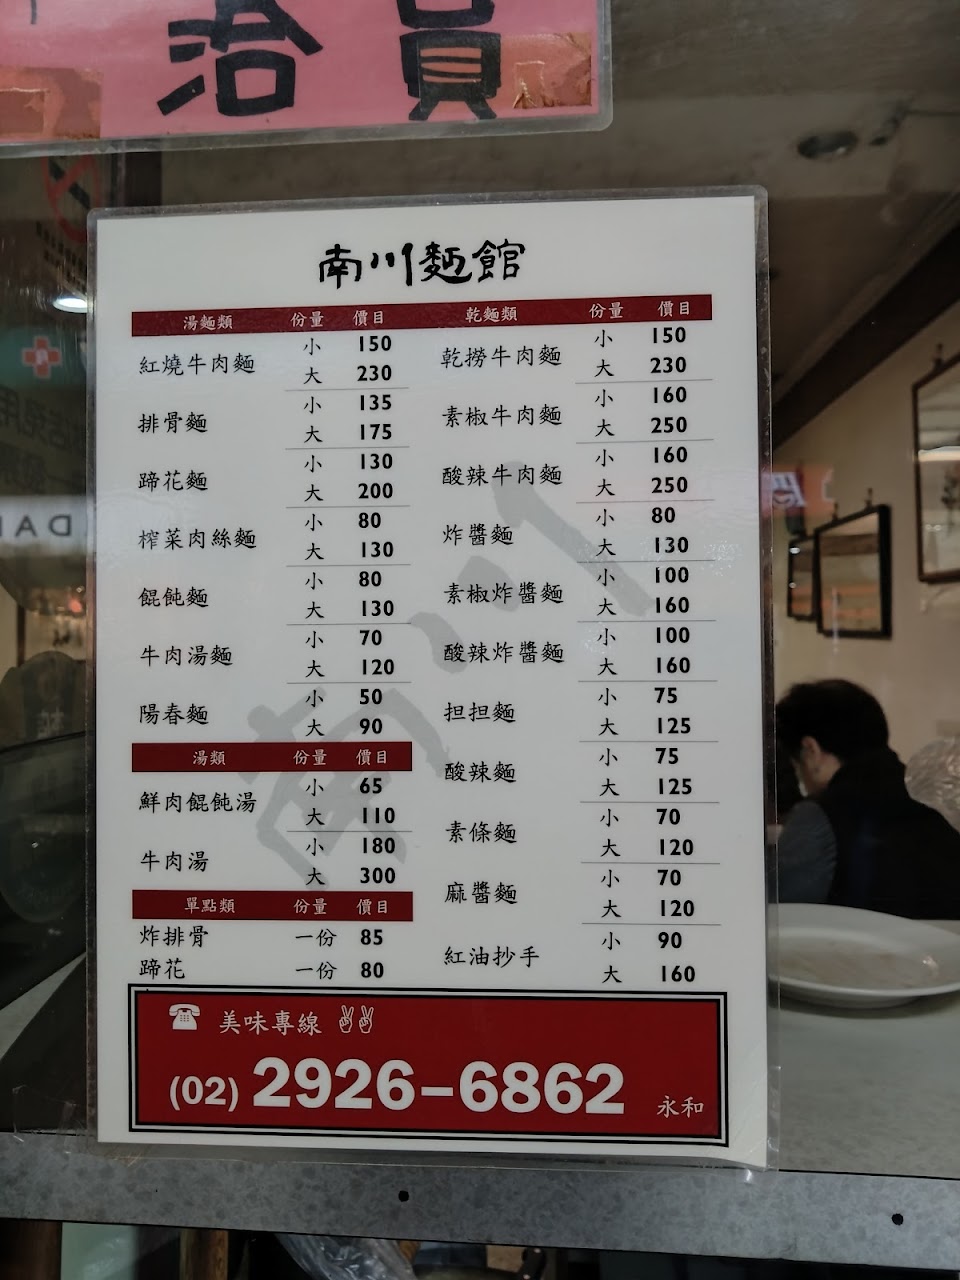 洽 員
南川麵館
湯麵類 份量 價目
紅燒牛肉麵 小 150
大 230
排骨麵 小 135
大 175
蹄花麵 小 130
大 200
榨菜肉絲麵 小 80
大 130
餛飩麵 小 80
大 130
牛肉湯麵 小 70
大 120
陽春麵 小 50
大 90
湯類 份量 價目
鮮肉餛飩湯 小 65
大 110
牛肉湯 小 180
大 300
單點類 份量 價目
炸排骨 一份 85
蹄花 一份 80
乾麵類 份量 價目
乾撈牛肉麵 小 150
大 230
素椒牛肉麵 小 160
大 250
酸辣牛肉麵 小 160
大 250
炸醬麵 小 80
大 130
素椒炸醬麵 小 100
大 160
酸辣炸醬麵 小 100
大 160
担担麵 小 75
大 125
酸辣麵 小 75
大 125
素條麵 小 70
大 120
麻醬麵 小 70
大 120
紅油抄手 小 90
大 160
南川
美味專線
(02) 2926-6862 永和